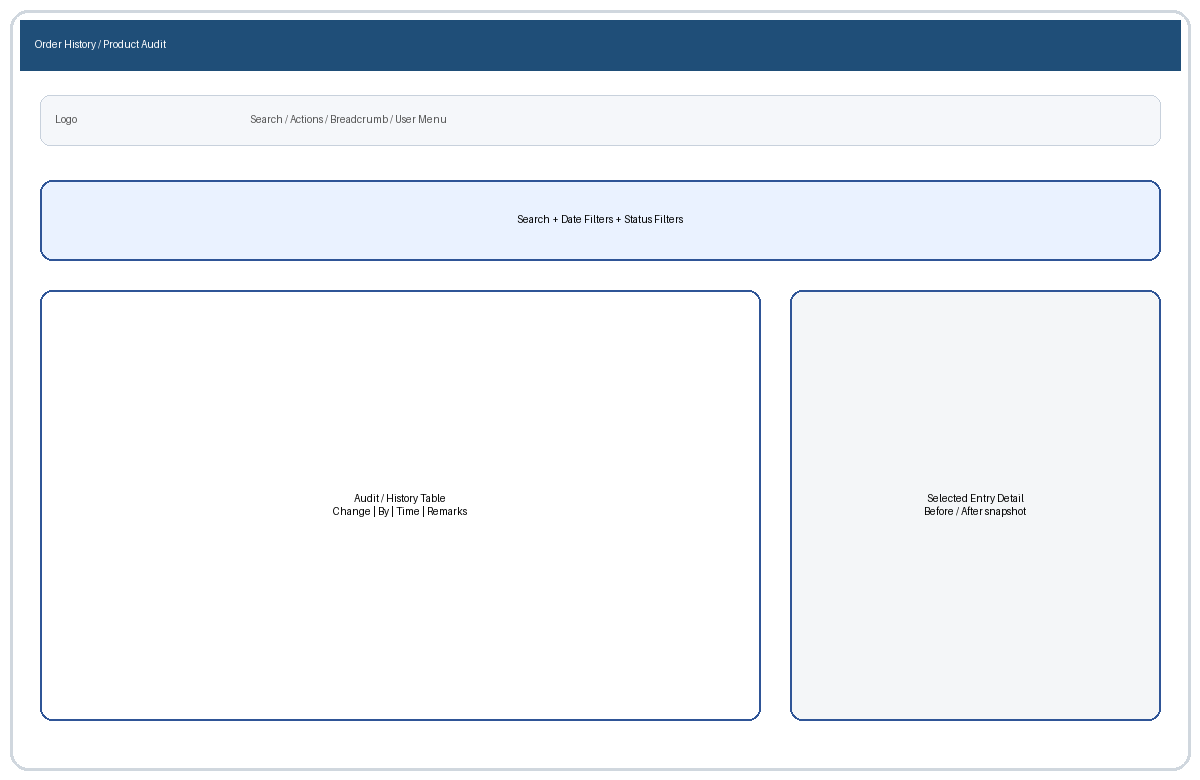 Order History / Product Audit
Logo
Search / Actions / Breadcrumb / User Menu
Search + Date Filters + Status Filters
Audit / History Table
Change | By | Time | Remarks
Selected Entry Detail
Before / After snapshot